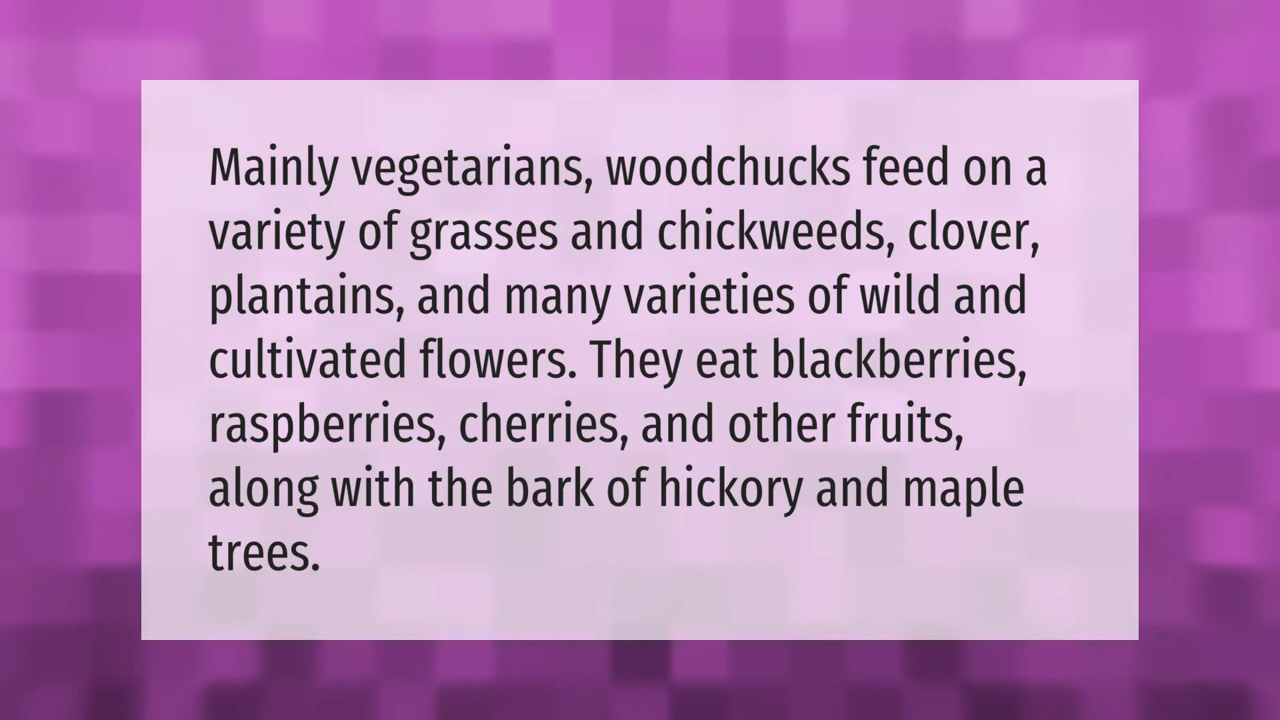 Mainly vegetarians, woodchucks feed on a
variety of grasses and chickweeds, clover,
plantains, and many varieties of wild and
cultivated flowers. They eat blackberries,
raspberries, cherries, and other fruits,
along with the bark of hickory and maple
trees.